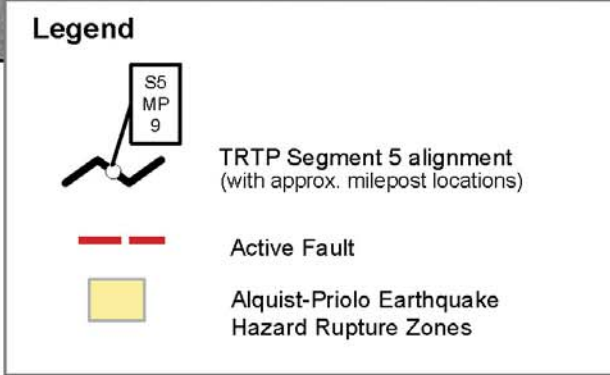 Legend
S5
MP
9
TRTP Segment 5 alignment
(with approx. milepost locations)
Active Fault
Alquist-Priolo Earthquake
Hazard Rupture Zones